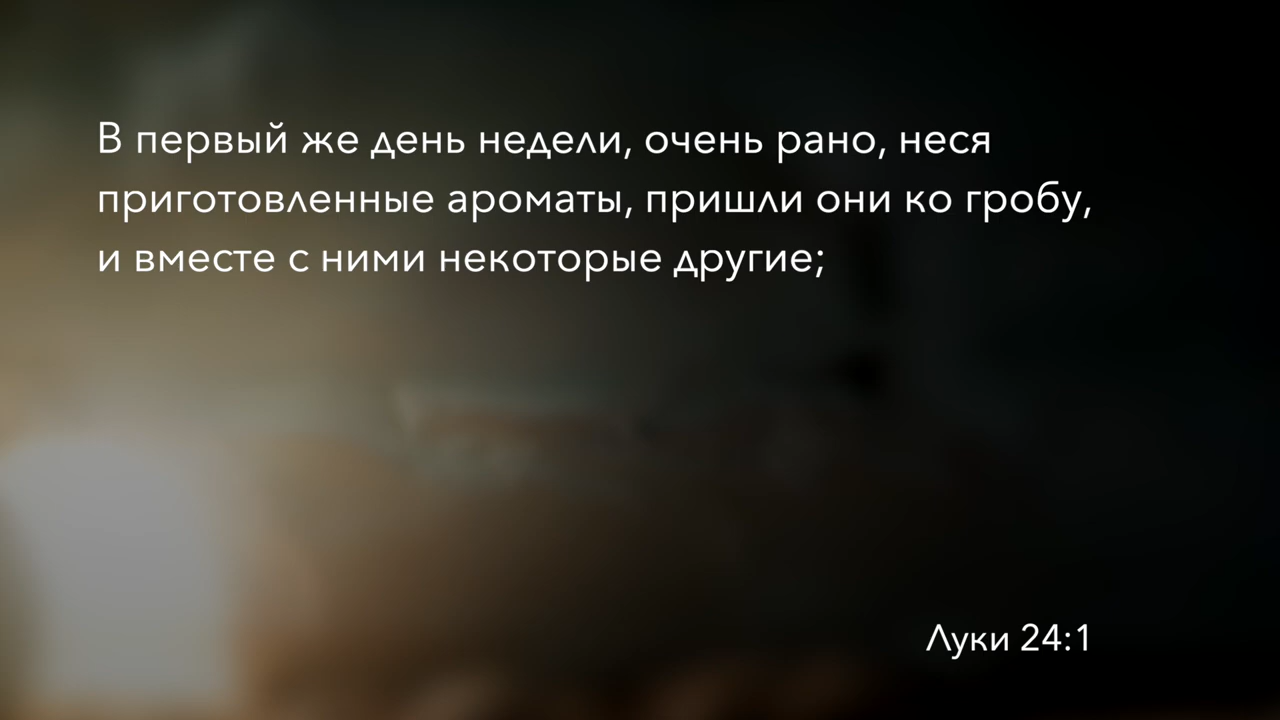 В первый же день недели, очень рано, неся
приготовленные ароматы, пришли они ко гробу,
и вместе с ними некоторые другие;
Луки 24:1